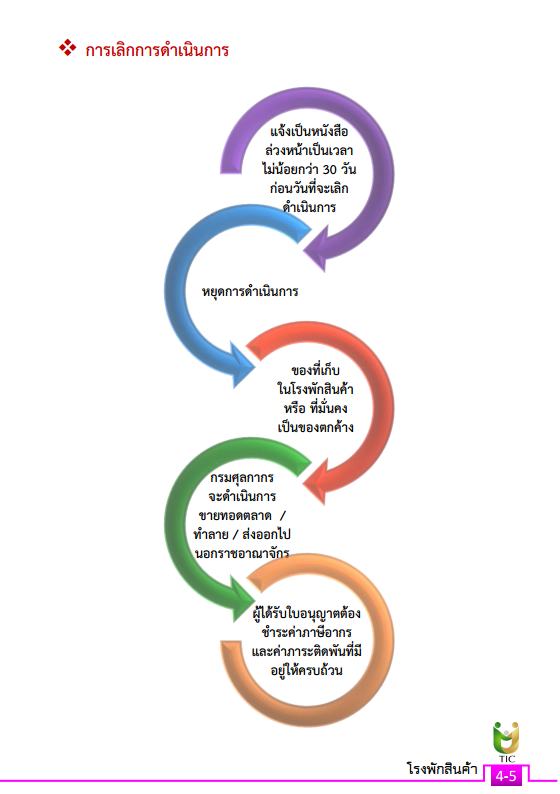 การเลิกการดำเนินการ
แจ้งเป็นหนังสือ
ล่วงหน้าเป็นเวลา
ไม่น้อยกว่า 30 วัน
ก่อนวันที่จะเลิก
ดำเนินการ
หยุดการดำเนินการ
ของที่เก็บ
ในโรงพักสินค้า
หรือ ที่มั่นคง
เป็นของตกค้าง
กรมศุลกากร
จะดำเนินการ
ขายทอดตลาด /
ทำลาย / ส่งออกไป
นอกราชอาณาจักร
ผู้ได้รับใบอนุญาตต้อง
ชำระค่าภาษีอากร
และค่าภาระติดพันที่มี
อยู่ให้ครบถ้วน
TIC
โรงพักสินค้า 4-5